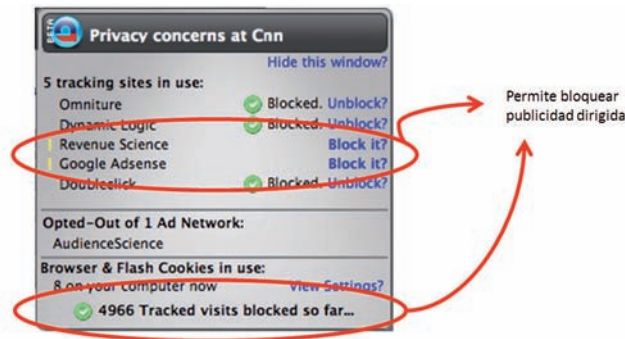 BETA
Privacy concerns at Cnn
Hide this window?
5 tracking sites in use:
Omniture Blocked. Unblock?
Dynamic Logic Blocked. Unblock?
Revenue Science Block it?
Google Adsense Block it?
Doubleclick Blocked. Unblock?
Opted-Out of 1 Ad Network:
AudienceScience
Browser & Flash Cookies in use:
8 on your computer now View Settings?
4966 Tracked visits blocked so far...
Permite bloquear
publicidad dirigida